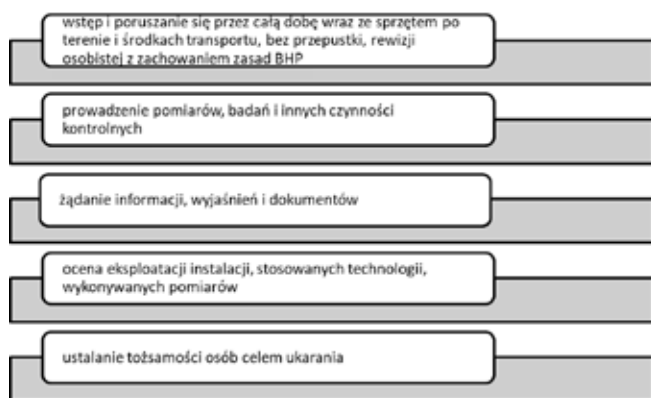 wstęp i poruszanie się przez całą dobę wraz ze sprzętem po
terenie i środkach transportu, bez przepustki, rewizji
osobistej z zachowaniem zasad BHP
prowadzenie pomiarów, badań i innych czynności
kontrolnych
żądanie informacji, wyjaśnień i dokumentów
ocena eksploatacji instalacji, stosowanych technologii,
wykonywanych pomiarów
ustalanie tożsamości osób celem ukarania